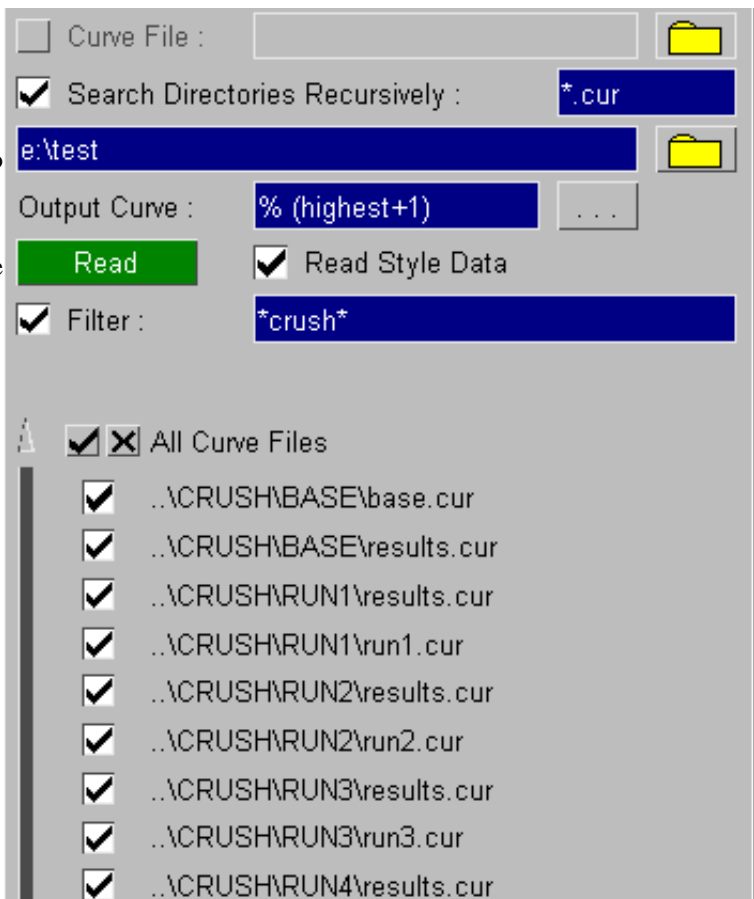 Curve File :
Search Directories Recursively : *.cur
e:\test
Output Curve : % (highest+1) ...
Read Read Style Data
Filter : *crush*
All Curve Files
..\CRUSH\BASE\base.cur
..\CRUSH\BASE\results.cur
..\CRUSH\RUN1\results.cur
..\CRUSH\RUN1\run1.cur
..\CRUSH\RUN2\results.cur
..\CRUSH\RUN2\run2.cur
..\CRUSH\RUN3\results.cur
..\CRUSH\RUN3\run3.cur
..\CRUSH\RUN4\results.cur